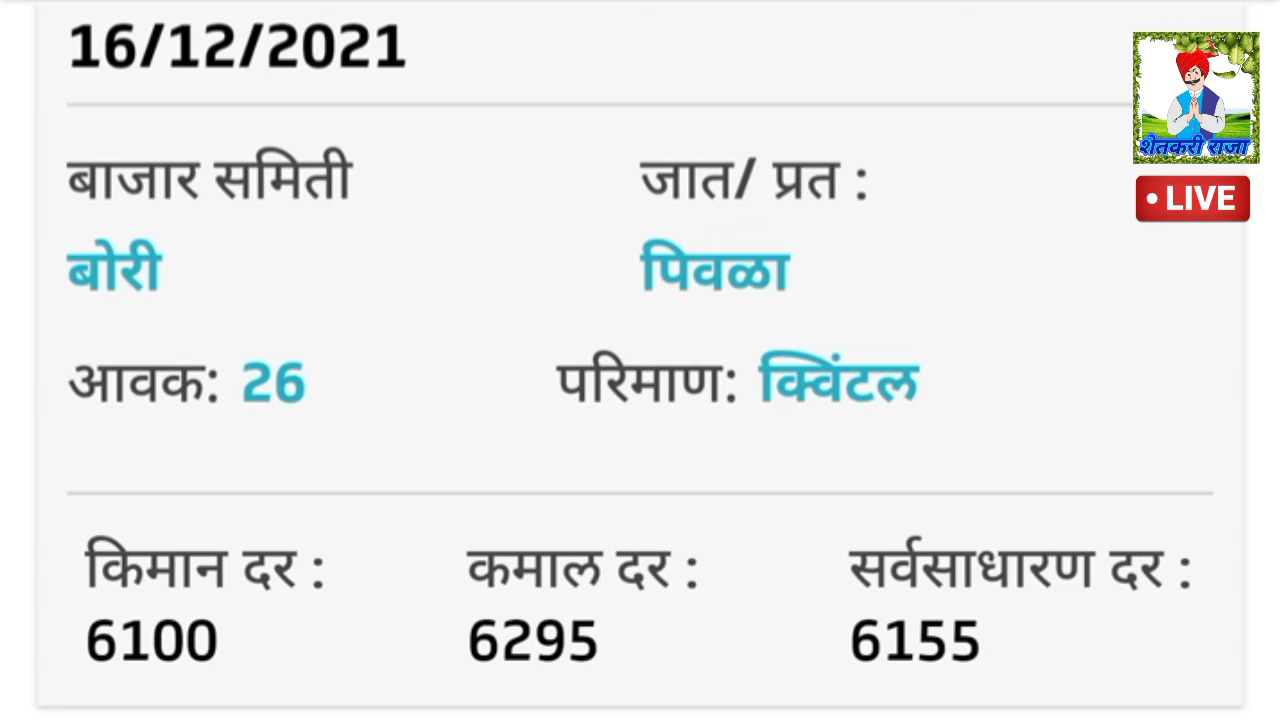 16/12/2021
शेतकरी राजा
• LIVE
बाजार समिती जात/ प्रत :
बोरी पिवळा
आवक: 26 परिमाण: क्विंटल
किमान दर : कमाल दर : सर्वसाधारण दर :
6100 6295 6155